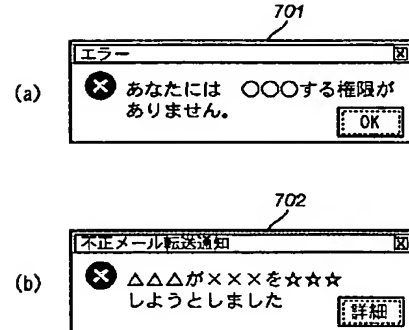 701
エラー
(a)
あなたには ○○○する権限が
ありません。
OK
702
不正メール転送通知
(b)
△△△が×××を☆☆☆
しようとしました
詳細